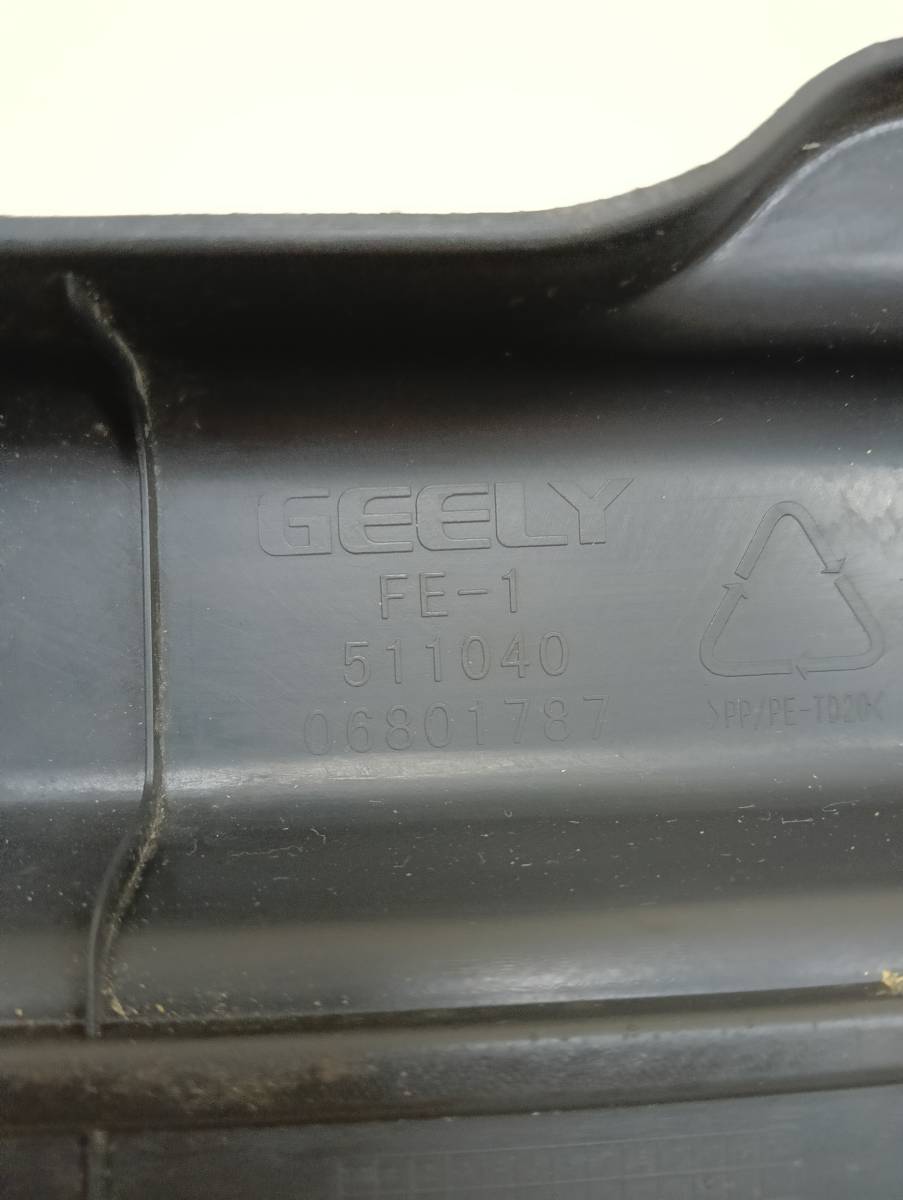 GEELY
FE-1
511040
06801787
>PP/PE-TD20<